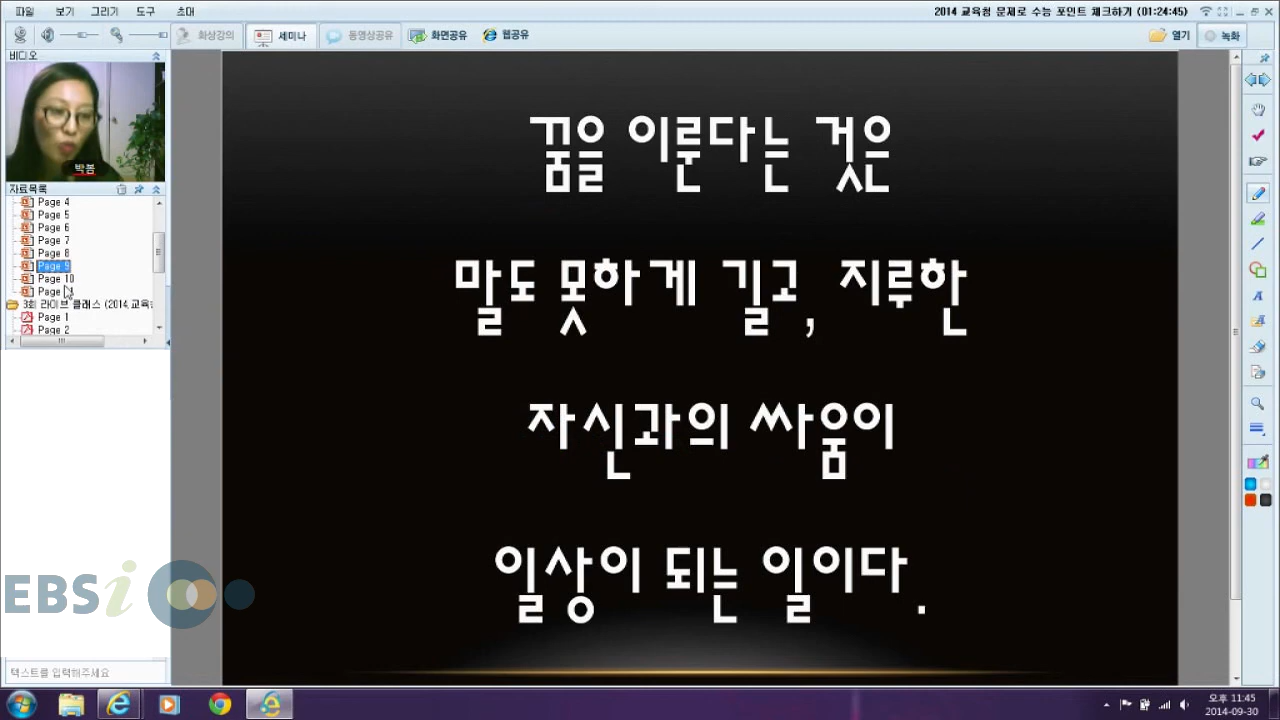 파일 보기 그리기 도구 초대
2014 교육청 문제로 수능 포인트 체크하기 (01:24:45)
화상강의 세미나 동영상공유 화면공유 웹공유
열기 녹화
비디오
박봄
자료목록
Page 4
Page 5
Page 6
Page 7
Page 8
Page 9
Page 10
Page
3회 라이브 클래스 (2014.교육
Page 1
Page 2
꿈을 이룬다는 것은
말도 못하게 길고, 지루한
자신과의 싸움이
일상이 되는 일이다.
EBSi
텍스트를 입력해주세요
오후 11:45
2014-09-30